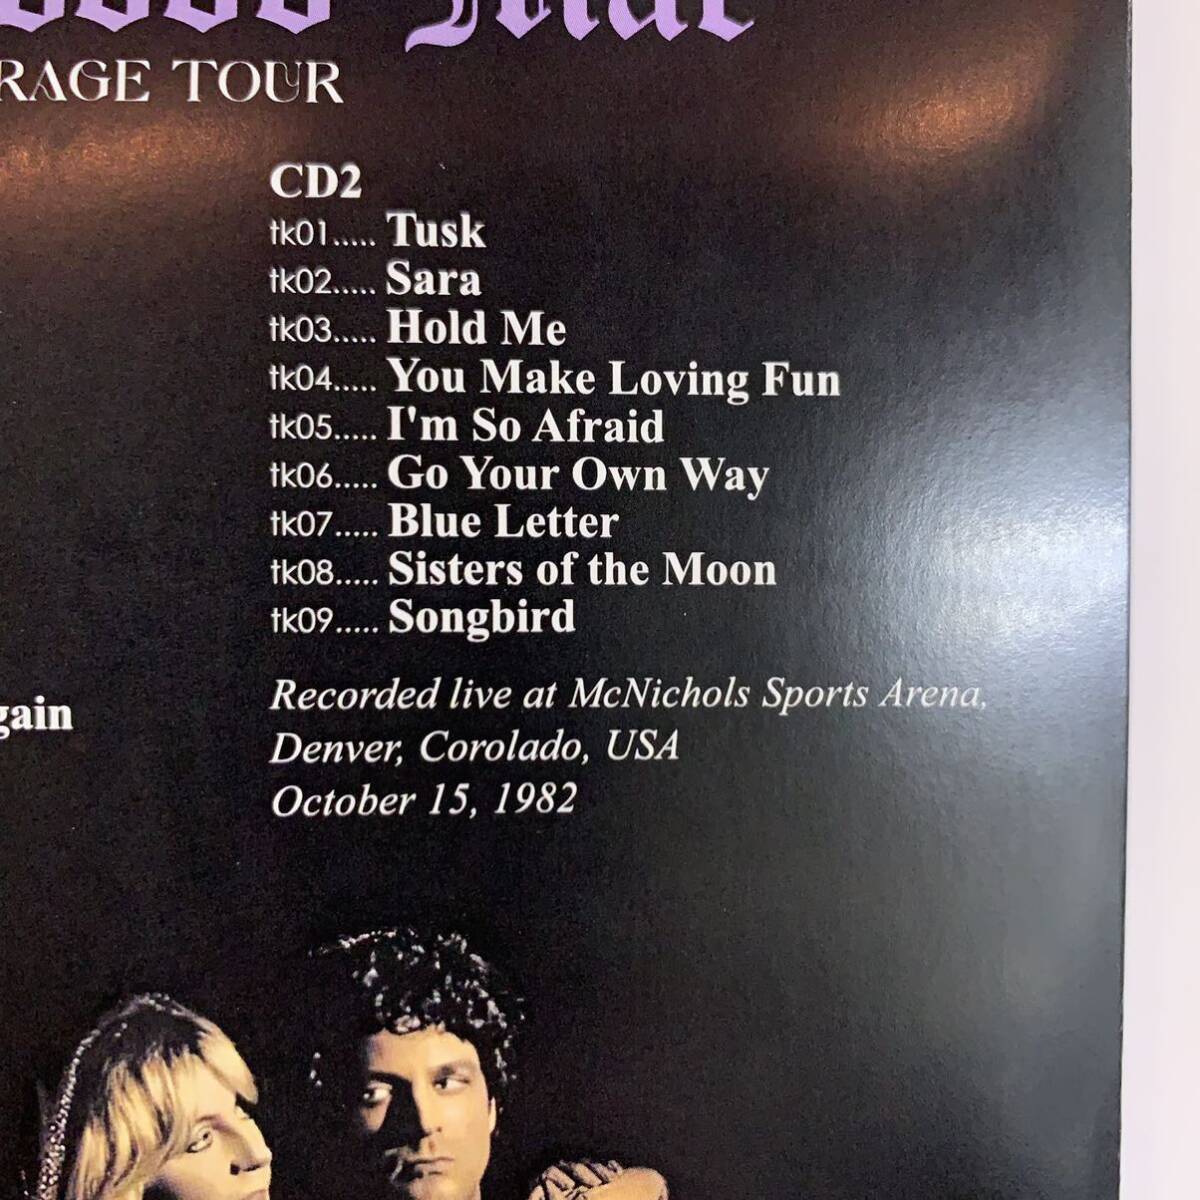 Mac
RAGE TOUR
CD2
tk01..... Tusk
tk02..... Sara
tk03..... Hold Me
tk04..... You Make Loving Fun
tk05..... I'm So Afraid
tk06..... Go Your Own Way
tk07..... Blue Letter
tk08..... Sisters of the Moon
tk09..... Songbird
gain
Recorded live at McNichols Sports Arena,
Denver, Corolado, USA
October 15, 1982